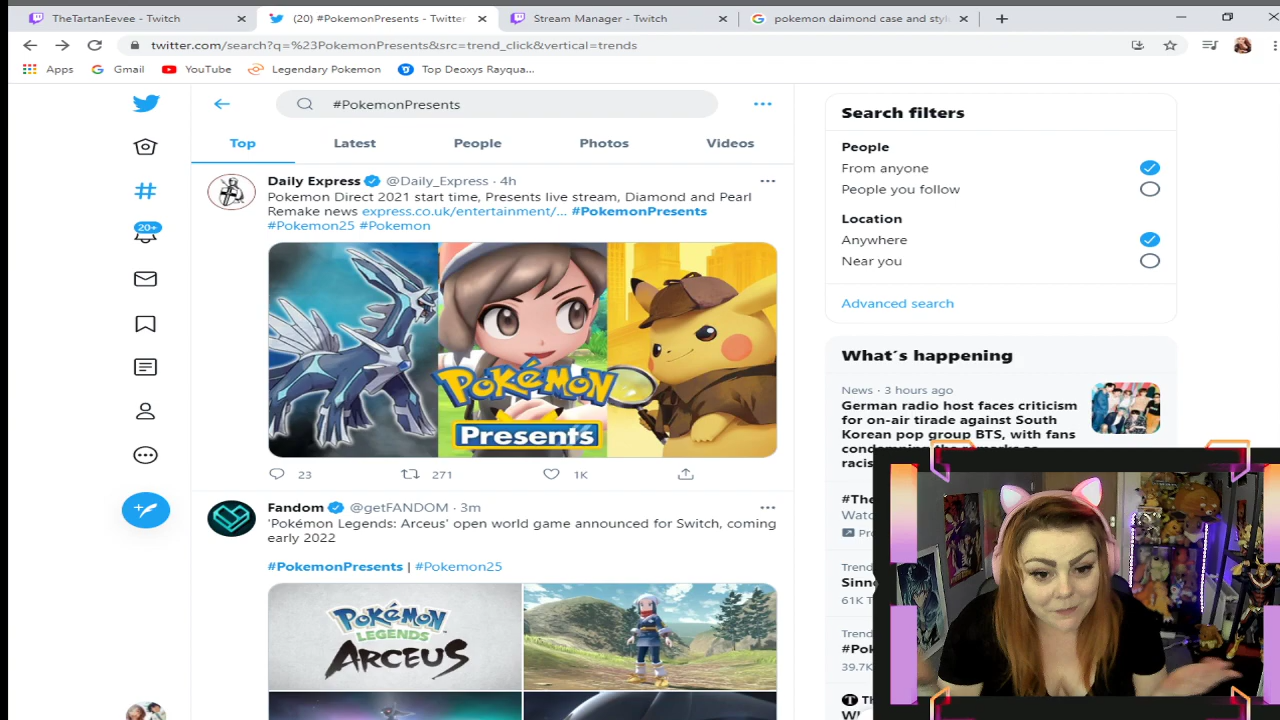 TheTartanEevee - Twitch
(20) #PokemonPresents - Twitter
Stream Manager - Twitch
pokemon daimond case and styl
twitter.com/search?q=%23PokemonPresents&src=trend_click&vertical=trends
Apps
Gmail
YouTube
Legendary Pokemon
Top Deoxys Rayqua...
#PokemonPresents
Top
Latest
People
Photos
Videos
Daily Express @Daily_Express · 4h
Pokemon Direct 2021 start time, Presents live stream, Diamond and Pearl
Remake news express.co.uk/entertainment/... #PokemonPresents
#Pokemon25 #Pokemon
POKÉMON
Presents
23
271
1K
Fandom @getFANDOM · 3m
'Pokémon Legends: Arceus' open world game announced for Switch, coming
early 2022
#PokemonPresents | #Pokemon25
POKÉMON
LEGENDS
ARCEUS
20+
Search filters
People
From anyone
People you follow
Location
Anywhere
Near you
Advanced search
What´s happening
News · 3 hours ago
German radio host faces criticism
for on-air tirade against South
Korean pop group BTS, with fans
condemning the remarks as
racis
#The
Watc
Pro
Trend
Sinn
61K T
Trend
#Pok
39.7K
Th